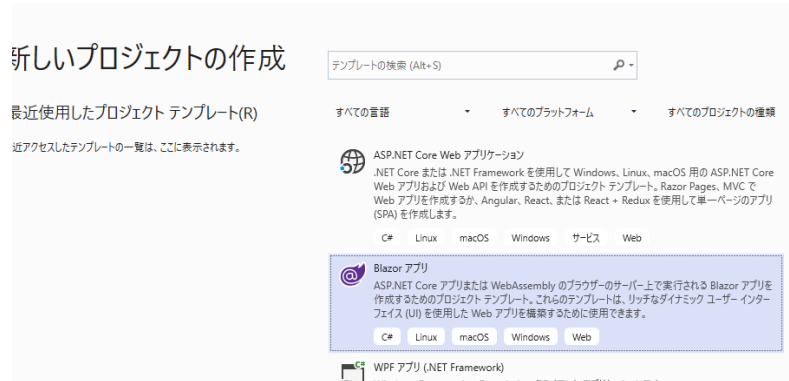 新しいプロジェクトの作成
テンプレートの検索 (Alt+S)
最近使用したプロジェクト テンプレート(R)
すべての言語
すべてのプラットフォーム
すべてのプロジェクトの種類
近アクセスしたテンプレートの一覧は、ここに表示されます。
ASP.NET Core Web アプリケーション
.NET Core または .NET Framework を使用して Windows、Linux、macOS 用の ASP.NET Core
Web アプリおよび Web API を作成するためのプロジェクト テンプレート。Razor Pages、MVC で
Web アプリを作成するか、Angular、React、または React + Redux を使用して単一ページのアプリ
(SPA) を作成します。
C# Linux macOS Windows サービス Web
Blazor アプリ
ASP.NET Core アプリまたは WebAssembly のブラウザーのサーバー上で実行される Blazor アプリを
作成するためのプロジェクト テンプレート。これらのテンプレートは、リッチなダイナミック ユーザー インター
フェイス (UI) を使用した Web アプリを構築するために使用できます。
C# Linux macOS Windows Web
WPF アプリ (.NET Framework)